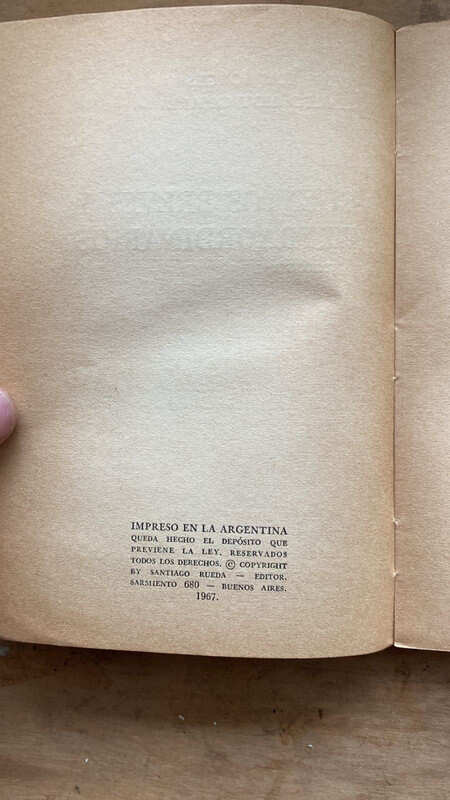 IMPRESO EN LA ARGENTINA
QUEDA HECHO EL DEPÓSITO QUE
PREVIENE LA LEY. RESERVADOS
TODOS LOS DERECHOS. © COPYRIGHT
BY SANTIAGO RUEDA — EDITOR.
SARMIENTO 680 — BUENOS AIRES.
1967.